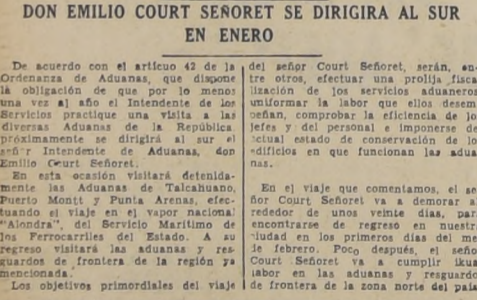 DON EMILIO COURT SEÑORET SE DIRIGIRA AL SUR
EN ENERO
De acuerdo con el artículo 42 de la
Ordenanza de Aduanas, que dispone
la obligación de que por lo menos
una vez al año el Intendente de los
Servicios practique una visita a las
diversas Aduanas de la República.
próximamente se dirigirá al sur el
señor Intendente de Aduanas, don
Emilio Court Señoret.
En esta ocasión visitará detenida-
mente las Aduanas de Talcahuano,
Puerto Montt y Punta Arenas, efec-
tuando el viaje en el vapor nacional
"Alondra", del Servicio Marítimo de
los Ferrocarriles del Estado. A su
regreso visitará las aduanas y res-
guardos de frontera de la región ya
mencionada.
Los objetivos primordiales del viaje
del señor Court Señoret, serán, en-
tre otros, efectuar una prolija fisca
lización de los servicios aduaneros
uniformar la labor que ellos desem
peñan, comprobar la eficiencia de lo
jefes y del personal e imponerse de
actual estado de conservación de lo
edificios en que funcionan las adua
nas.
En el viaje que comentamos, el se
ñor Court Señoret va a demorar a
rededor de unos veinte días, par
encontrarse de regreso en nuestr
ciudad en los primeros días del me
de febrero. Poco después, el seño
Court Señoret va a cumplir igua
labor en las aduanas y resguardo
de frontera de la zona norte del país